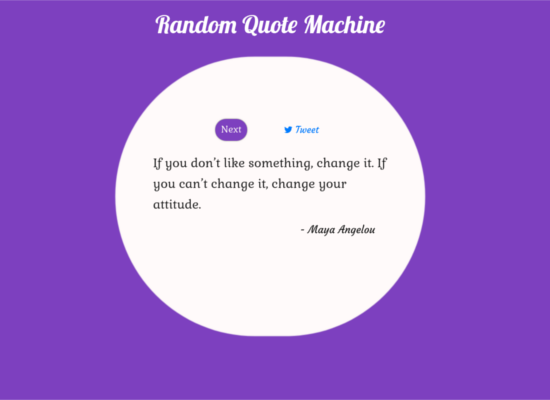 Random Quote Machine
Next
Tweet
If you don't like something, change it. If
you can't change it, change your
attitude.
- Maya Angelou